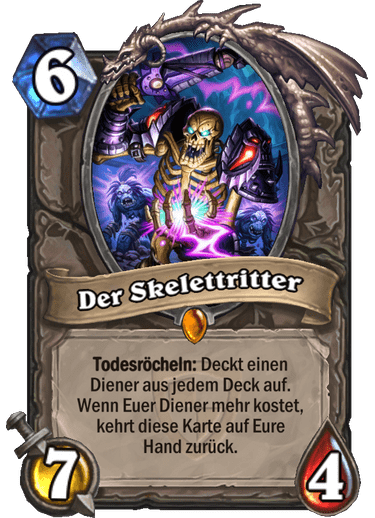 6
Der Skelettritter
Todesröcheln: Deckt einen
Diener aus jedem Deck auf.
Wenn Euer Diener mehr kostet,
kehrt diese Karte auf Eure
Hand zurück.
7
4